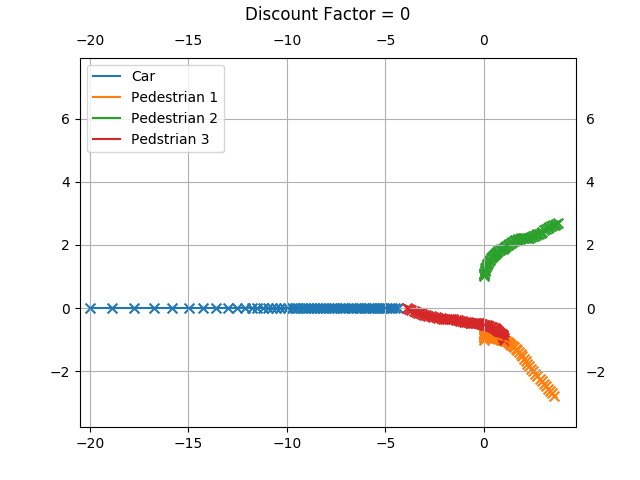 Discount Factor = 0
−20 −15 −10 −5 0
Car
Pedestrian 1
Pedestrian 2
Pedstrian 3
6 6
4 4
2 2
0 0
−2 −2
−20 −15 −10 −5 0